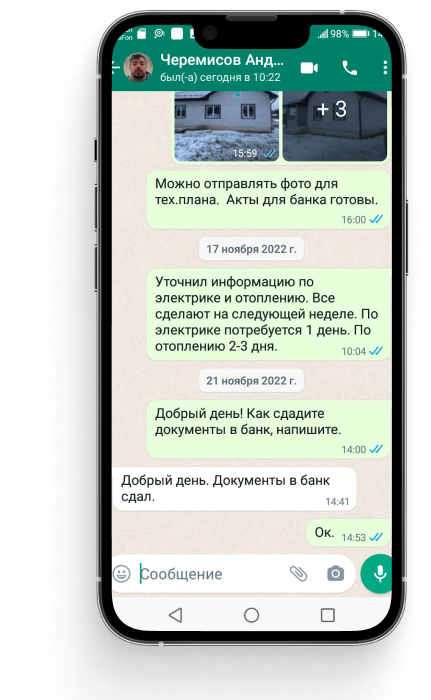 98%
14
Черемисов Анд...
был(-а) сегодня в 10:22
+ 3
15:59
Можно отправлять фото для
тех.плана. Акты для банка готовы.
16:00
17 ноября 2022 г.
Уточнил информацию по
электрике и отоплению. Все
сделают на следующей неделе. По
электрике потребуется 1 день. По
отоплению 2-3 дня.
10:04
21 ноября 2022 г.
Добрый день! Как сдадите
документы в банк, напишите.
14:00
Добрый день. Документы в банк
сдал.
14:41
Ок. 14:53
Сообщение